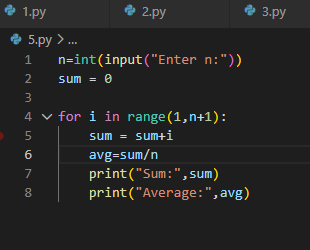 1.py 2.py 3.py
5.py > ...
1 n=int(input("Enter n:"))
2 sum = 0
3
4 for i in range(1,n+1):
5     sum = sum+i
6     avg=sum/n
7     print("Sum:",sum)
8     print("Average:",avg)